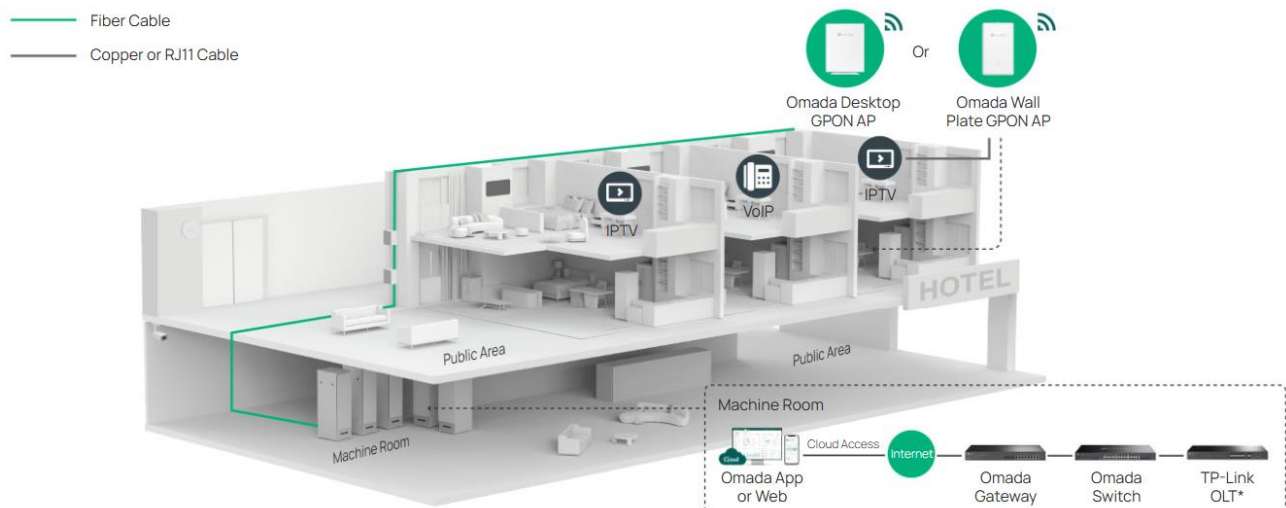 Fiber Cable
Copper or RJ11 Cable
Or
Omada Desktop
GPON AP
Omada Wall
Plate GPON AP
IPTV
VoIP
IPTV
HOTEL
Public Area
Public Area
Machine Room
Machine Room
Cloud
Cloud Access
Internet
Omada App
or Web
Omada
Gateway
Omada
Switch
TP-Link
OLT*